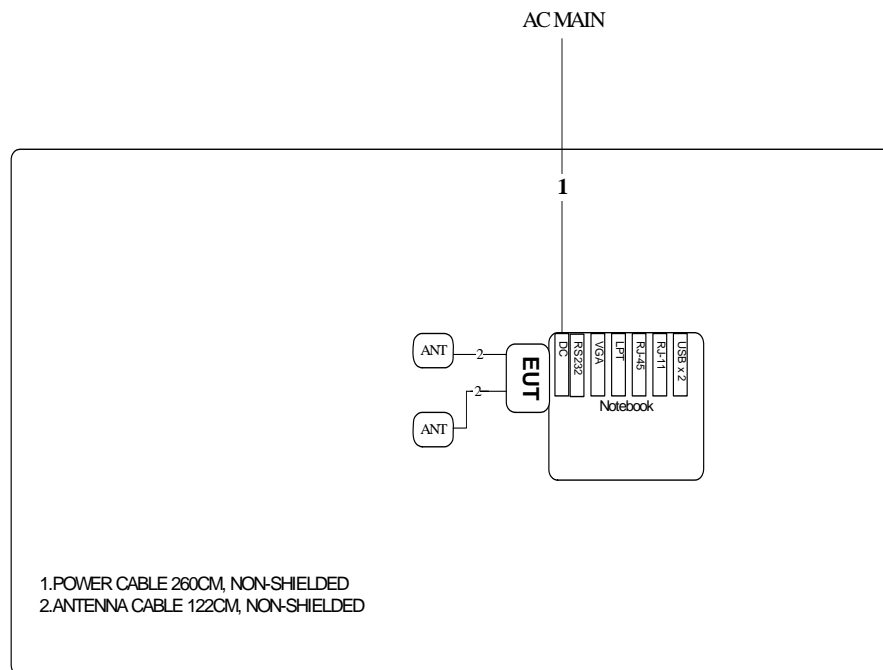 AC MAIN
1
ANT
2
EUT
2
ANT
DC
RS232
VGA
LPT
RJ-45
RJ-11
USB x 2
Notebook
1.POWER CABLE 260CM, NON-SHIELDED
2.ANTENNA CABLE 122CM, NON-SHIELDED